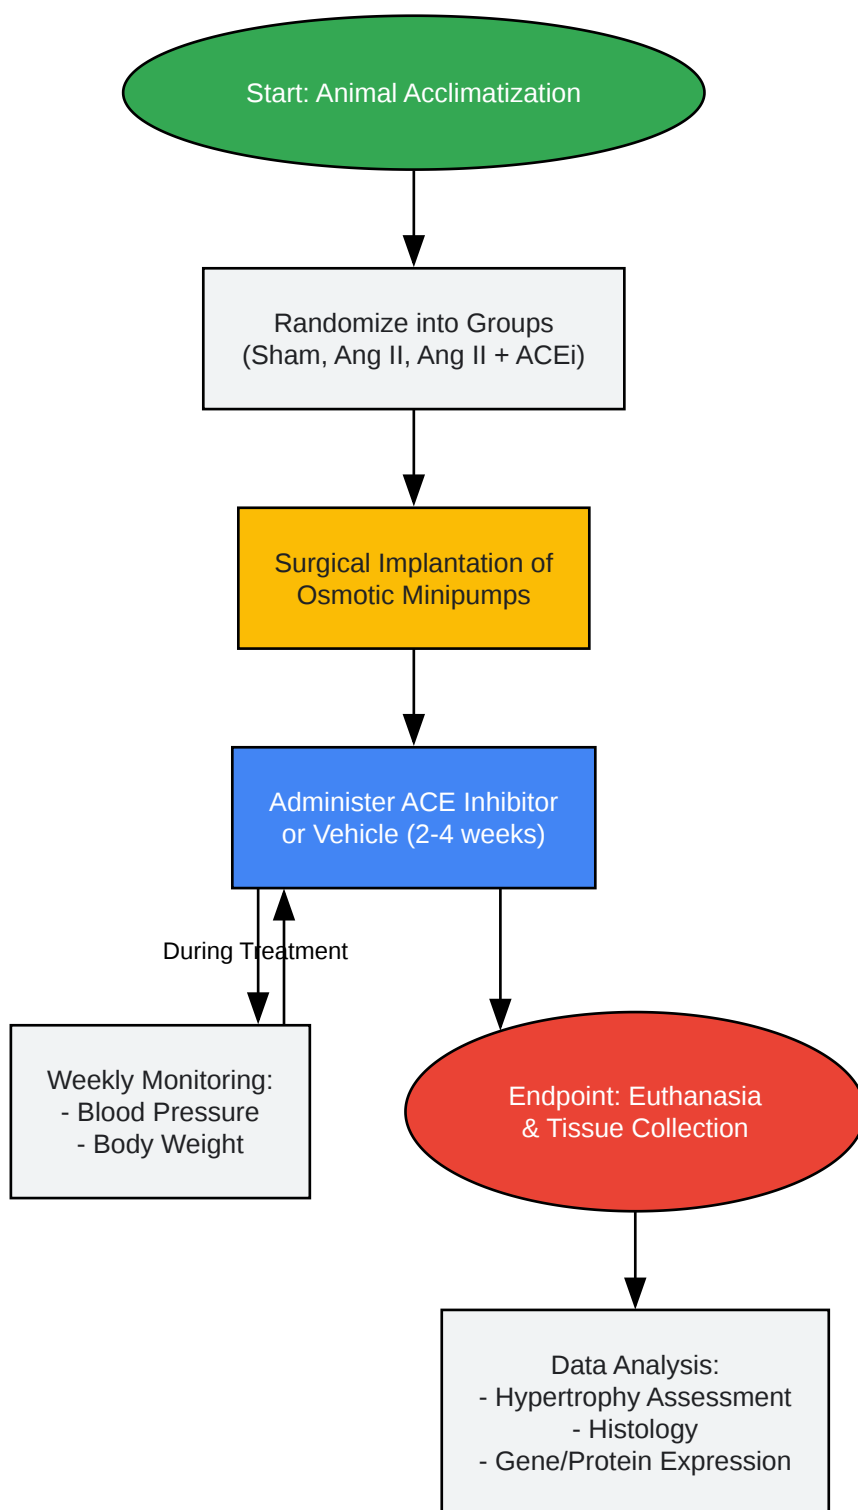 Start: Animal Acclimatization
Randomize into Groups
(Sham, Ang II, Ang II + ACEi)
Surgical Implantation of
Osmotic Minipumps
Administer ACE Inhibitor
or Vehicle (2-4 weeks)
During Treatment
Weekly Monitoring:
- Blood Pressure
- Body Weight
Endpoint: Euthanasia
& Tissue Collection
Data Analysis:
- Hypertrophy Assessment
- Histology
- Gene/Protein Expression